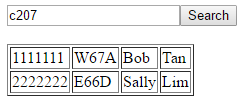 c207 Search
1111111 W67A Bob Tan
2222222 E66D Sally Lim